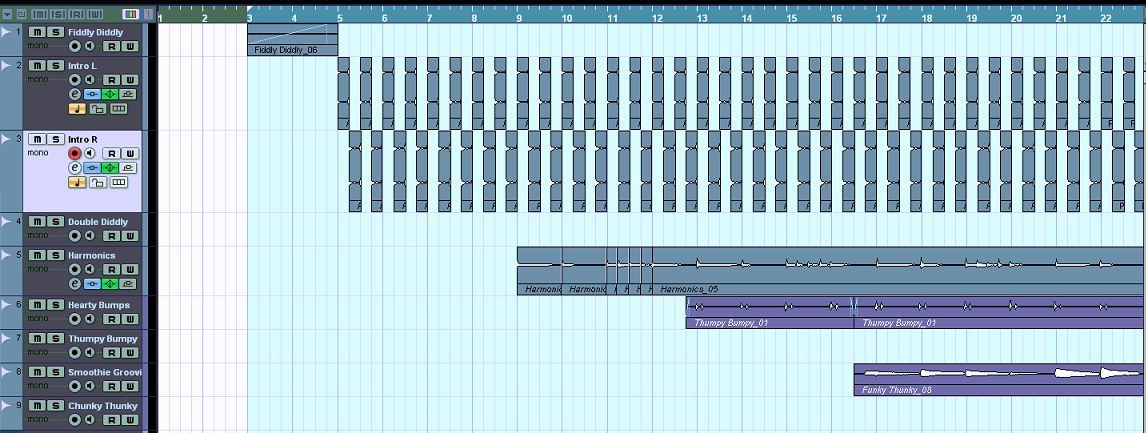 1 2 3 4 5 6 7 8 9 10 11 12 13 14 15 16 17 18 19 20 21 22
1 M S Fiddly Diddly
mono R W
Fiddly Diddly_06
2 M S Intro L
mono R W
e
3 M S Intro R
mono R W
e
4 M S Double Diddly
mono R W
5 M S Harmonics
mono R W
e
Harmonic Harmonic Harmonics_05
6 M S Hearty Bumps
mono R W
Thumpy Bumpy_01 Thumpy Bumpy_01
7 M S Thumpy Bumpy
mono R W
8 M S Smoothie Groovi
mono R W
Funky Thunky_08
9 M S Chunky Thunky
mono R W